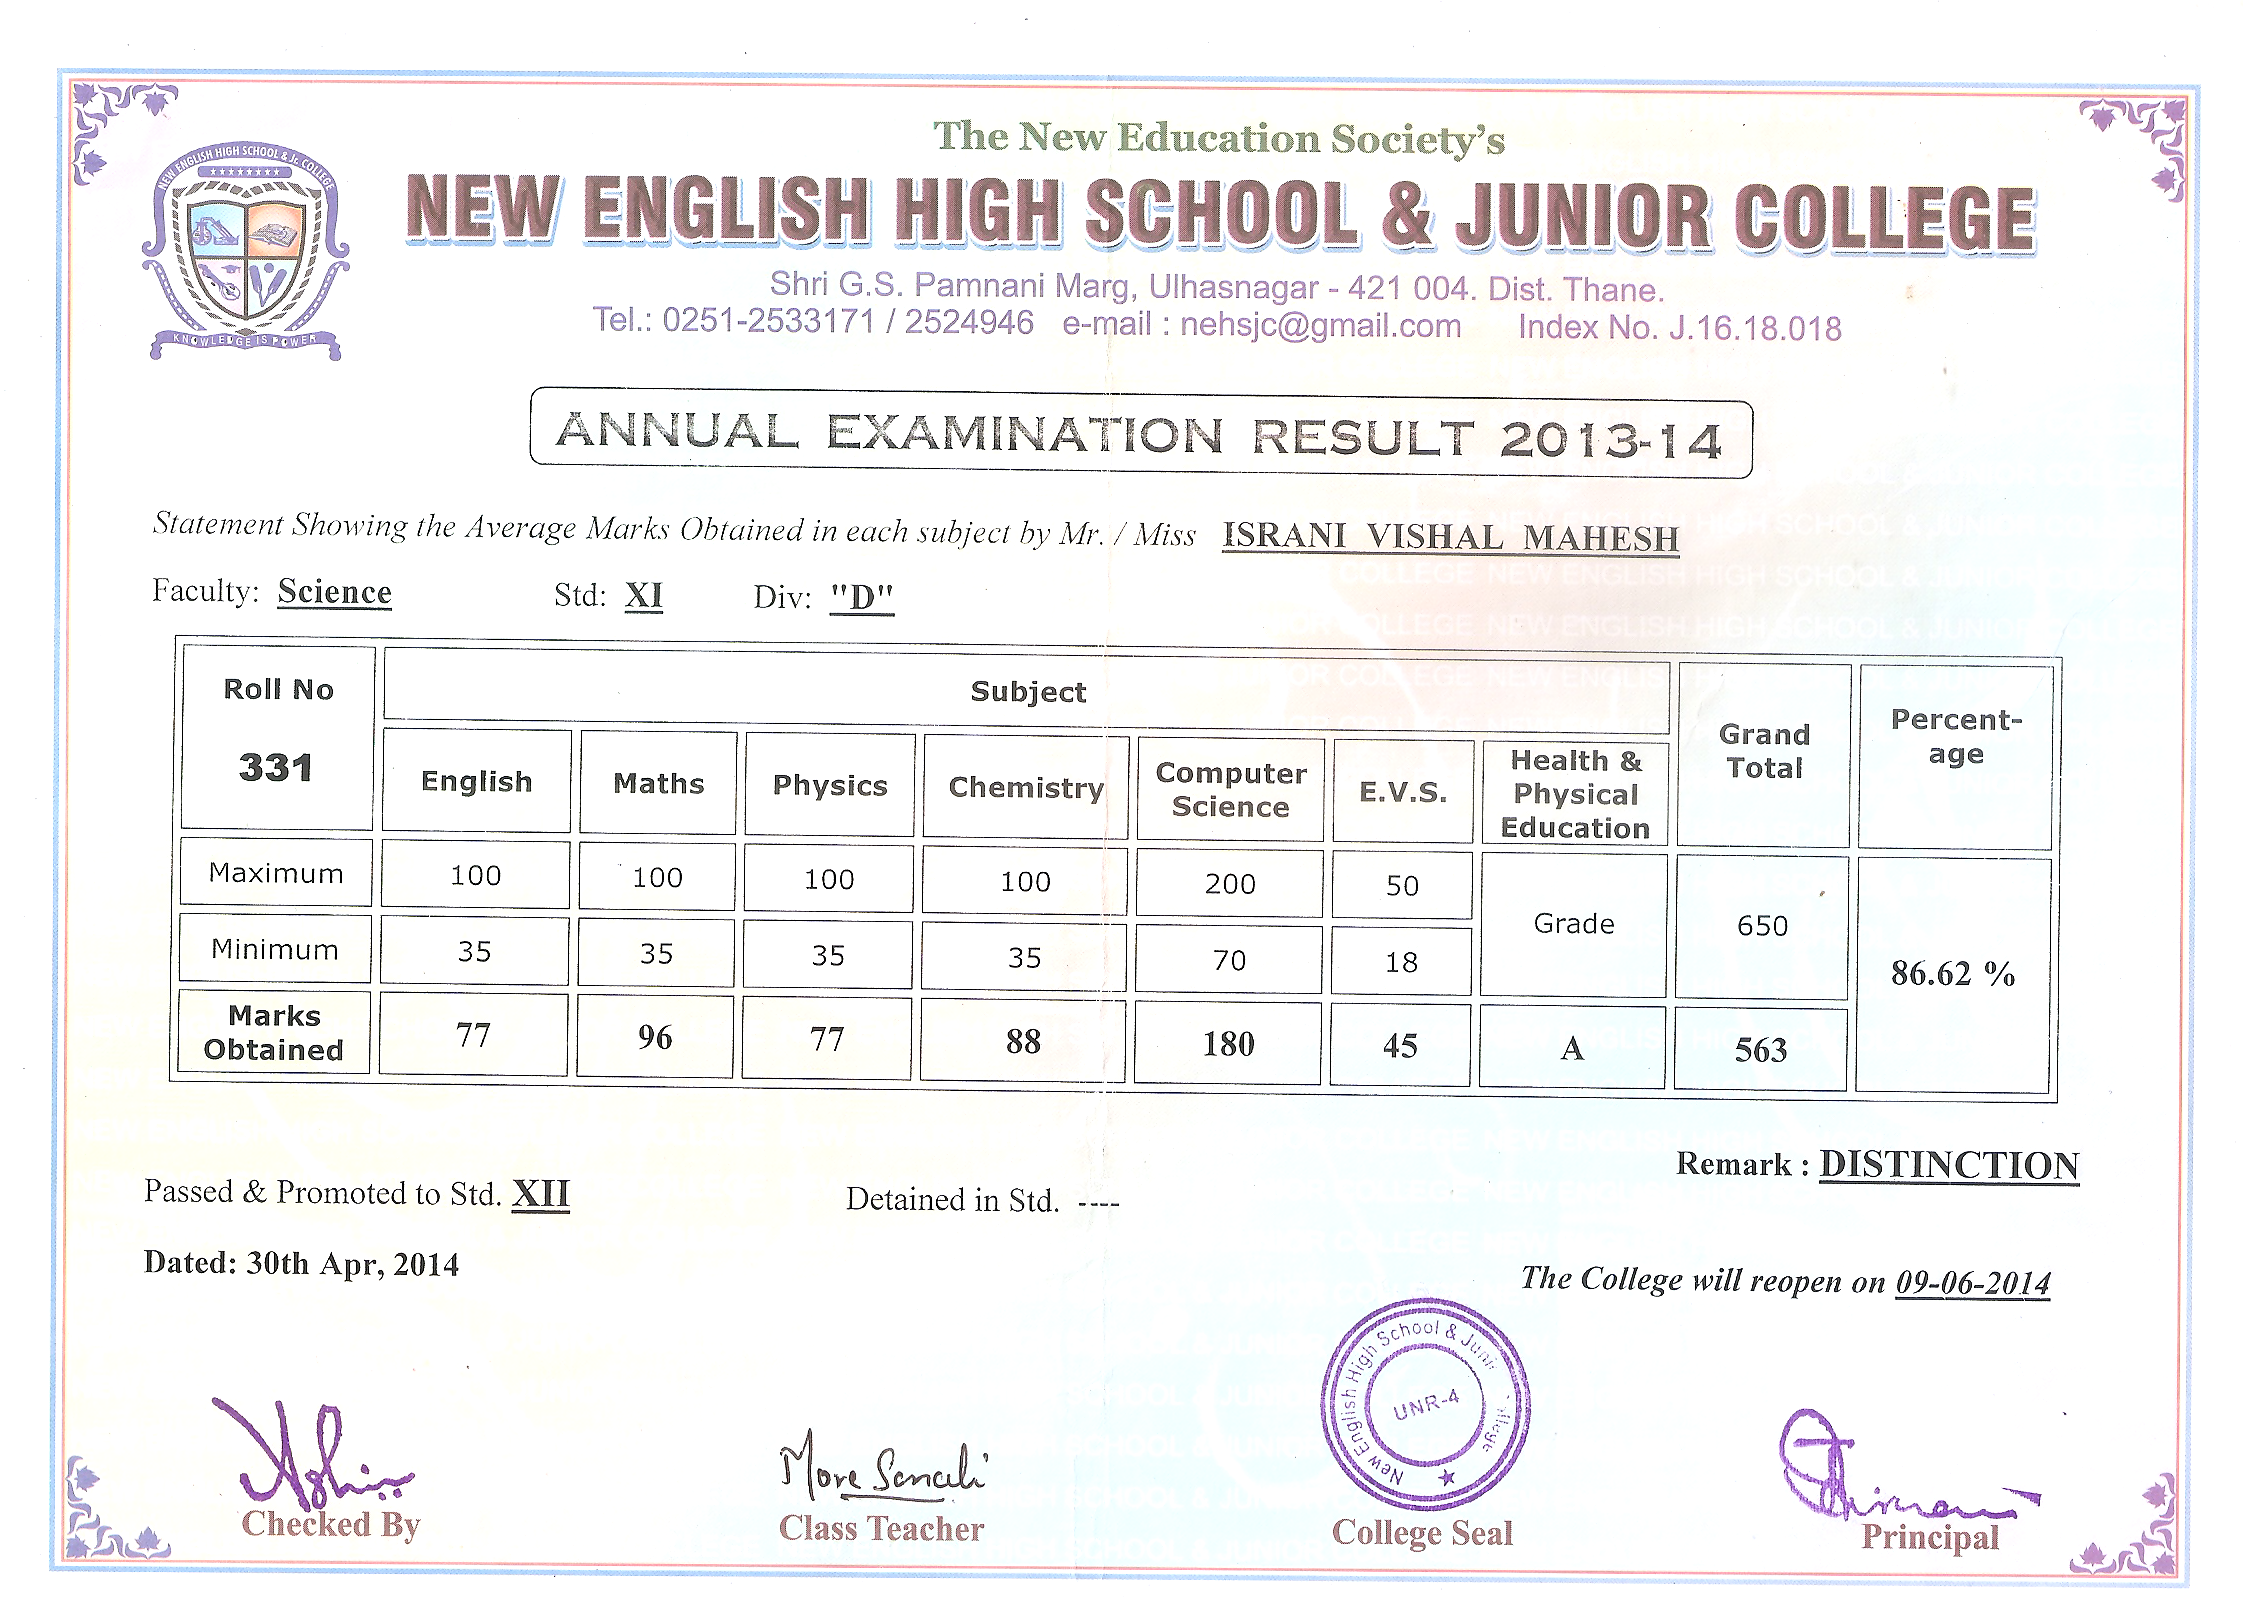 NEW ENGLISH HIGH SCHOOL & Jr. COLLEGE
KNOWLEDGE IS POWER
The New Education Society's
NEW ENGLISH HIGH SCHOOL & JUNIOR COLLEGE
Shri G.S. Pamnani Marg, Ulhasnagar - 421 004. Dist. Thane.
Tel.: 0251-2533171 / 2524946 e-mail : nehsjc@gmail.com Index No. J.16.18.018
ANNUAL EXAMINATION RESULT 2013-14
Statement Showing the Average Marks Obtained in each subject by Mr. / Miss ISRANI VISHAL MAHESH
Faculty: Science Std: XI Div: "D"
Roll No Subject Grand Total Percent-age
331 English Maths Physics Chemistry Computer Science E.V.S. Health & Physical Education
Maximum 100 100 100 100 200 50 Grade 650
Minimum 35 35 35 35 70 18 86.62 %
Marks Obtained 77 96 77 88 180 45 A 563
Remark : DISTINCTION
Passed & Promoted to Std. XII Detained in Std. ----
Dated: 30th Apr, 2014
The College will reopen on 09-06-2014
New English High School & Junir College
UNR-4
More Sonali
Checked By Class Teacher College Seal Principal